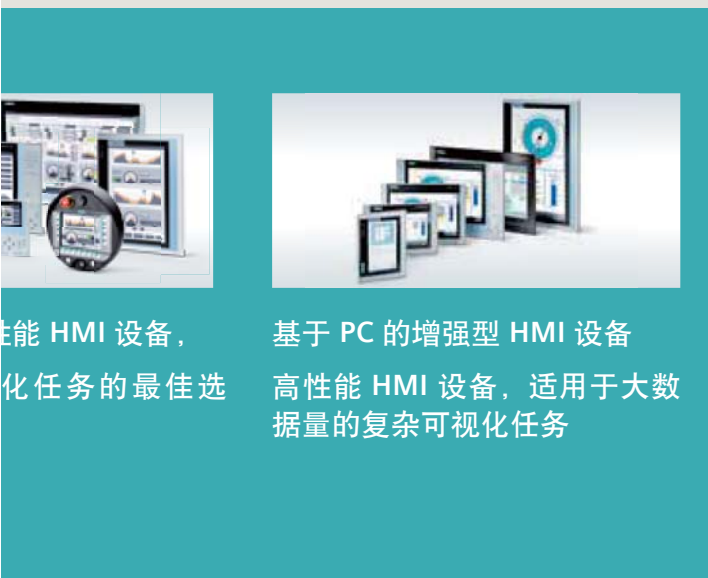 能 HMI 设备，
化任务的最佳选
基于 PC 的增强型 HMI 设备
高性能 HMI 设备，适用于大数
据量的复杂可视化任务